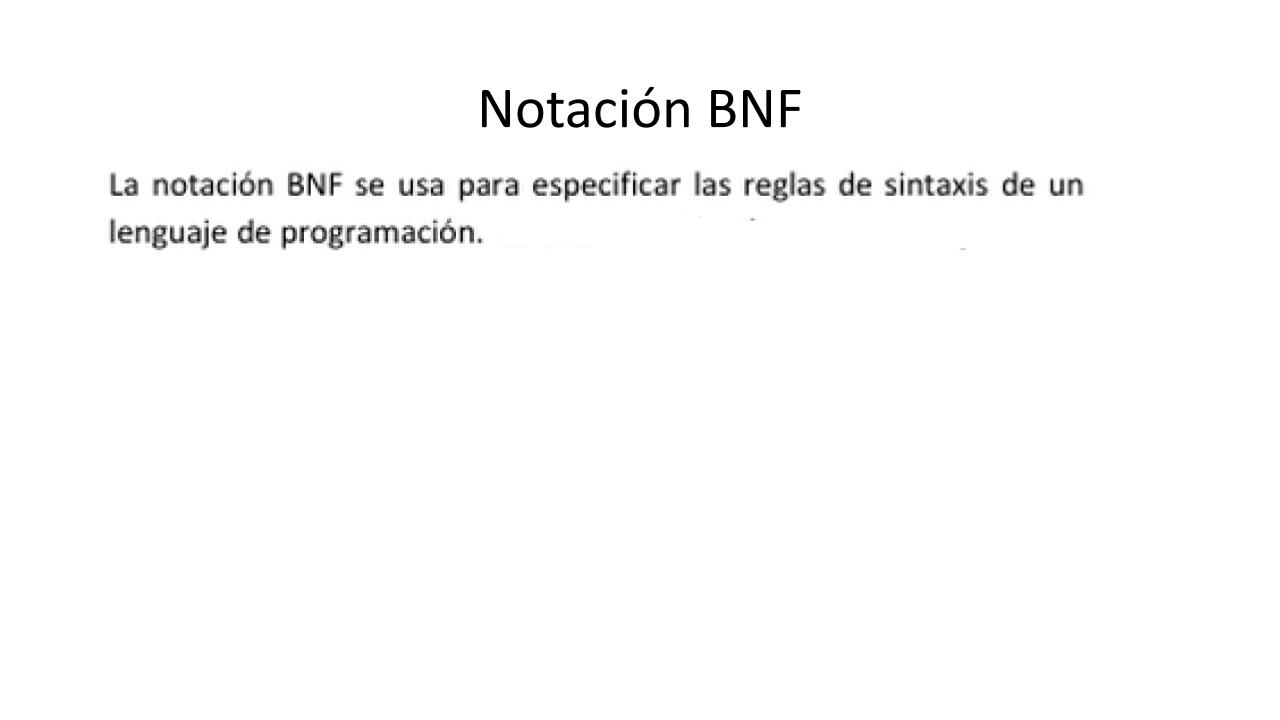 Notación BNF
La notación BNF se usa para especificar las reglas de sintaxis de un
lenguaje de programación.